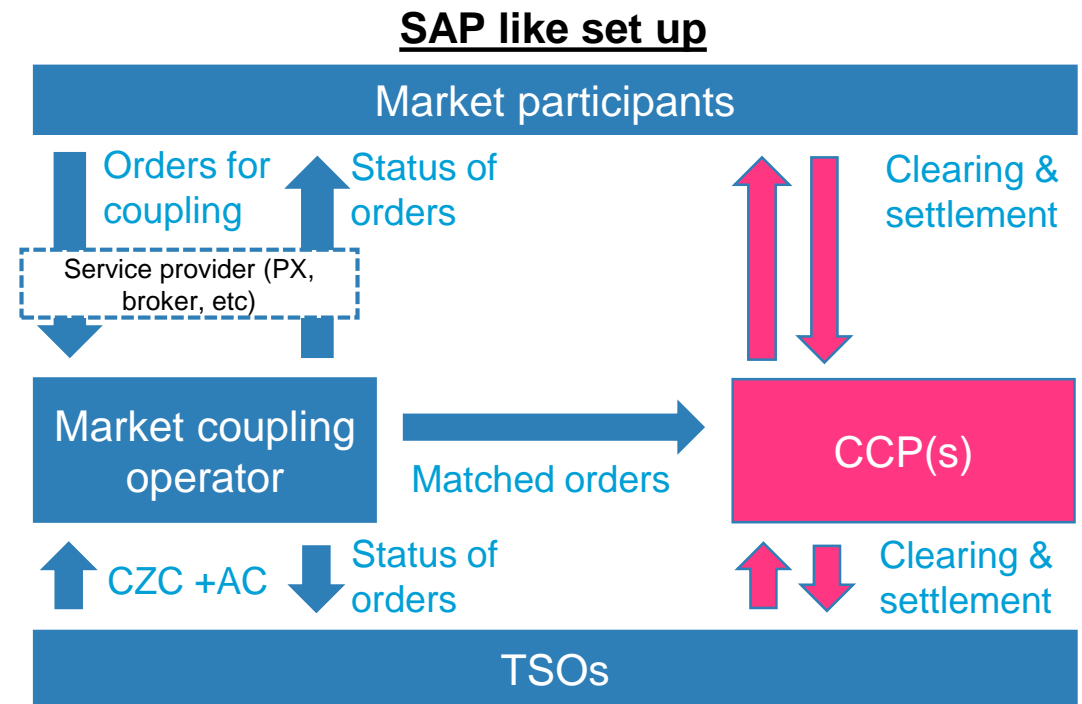 SAP like set up
Market participants
Orders for
coupling
Status of
orders
Clearing &
settlement
Service provider (PX,
broker, etc)
Market coupling
operator
Matched orders
CCP(s)
CZC +AC
Status of
orders
Clearing &
settlement
TSOs